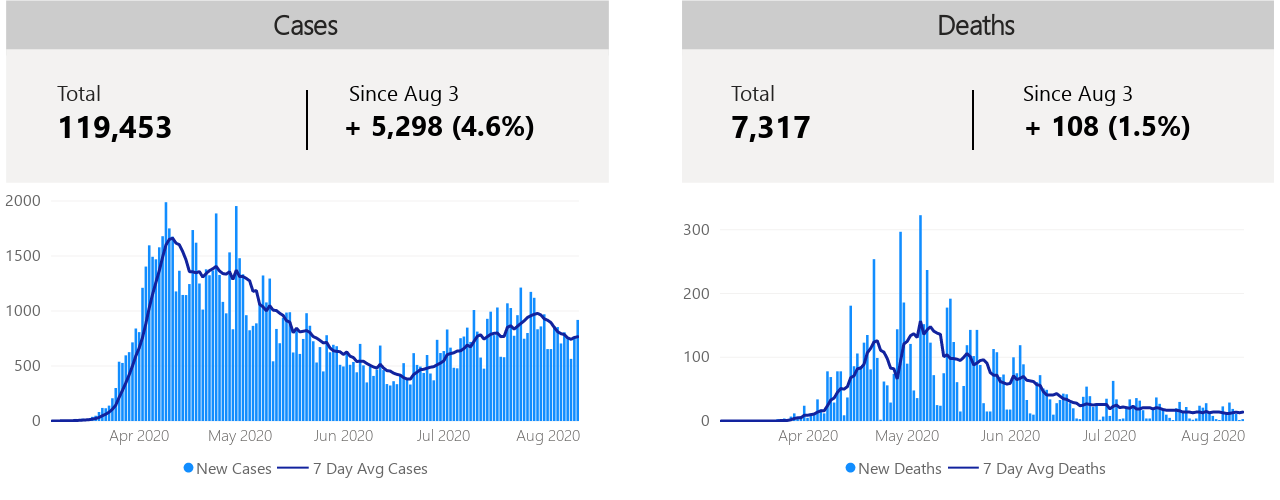 Cases
Total
Since Aug 3
119,453
+ 5,298 (4.6%)
2000
1500
1000
500
0
Apr 2020 May 2020 Jun 2020 Jul 2020 Aug 2020
New Cases 7 Day Avg Cases
Deaths
Total
Since Aug 3
7,317
+ 108 (1.5%)
300
200
100
0
Apr 2020 May 2020 Jun 2020 Jul 2020 Aug 2020
New Deaths 7 Day Avg Deaths